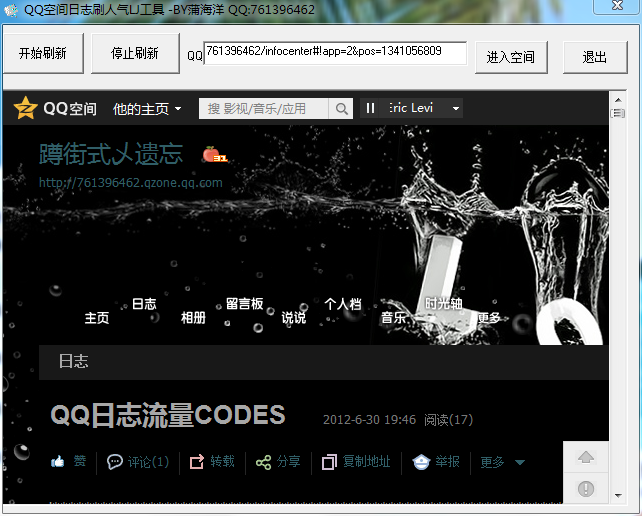 QQ空间日志刷人气LJ工具 -BY蒲海洋 QQ:761396462
开始刷新 停止刷新 QQ 761396462/infocenter#!app=2&pos=1341056809 进入空间 退出
QQ空间 他的主页 搜 影视/音乐/应用 Eric Levi
蹲街式乄遗忘
http://761396462.qzone.qq.com
主页 日志 相册 留言板 说说 个人档 音乐 时光轴 更多
日志
QQ日志流量CODES 2012-6-30 19:46 阅读(17)
赞 评论(1) 转载 分享 复制地址 举报 更多